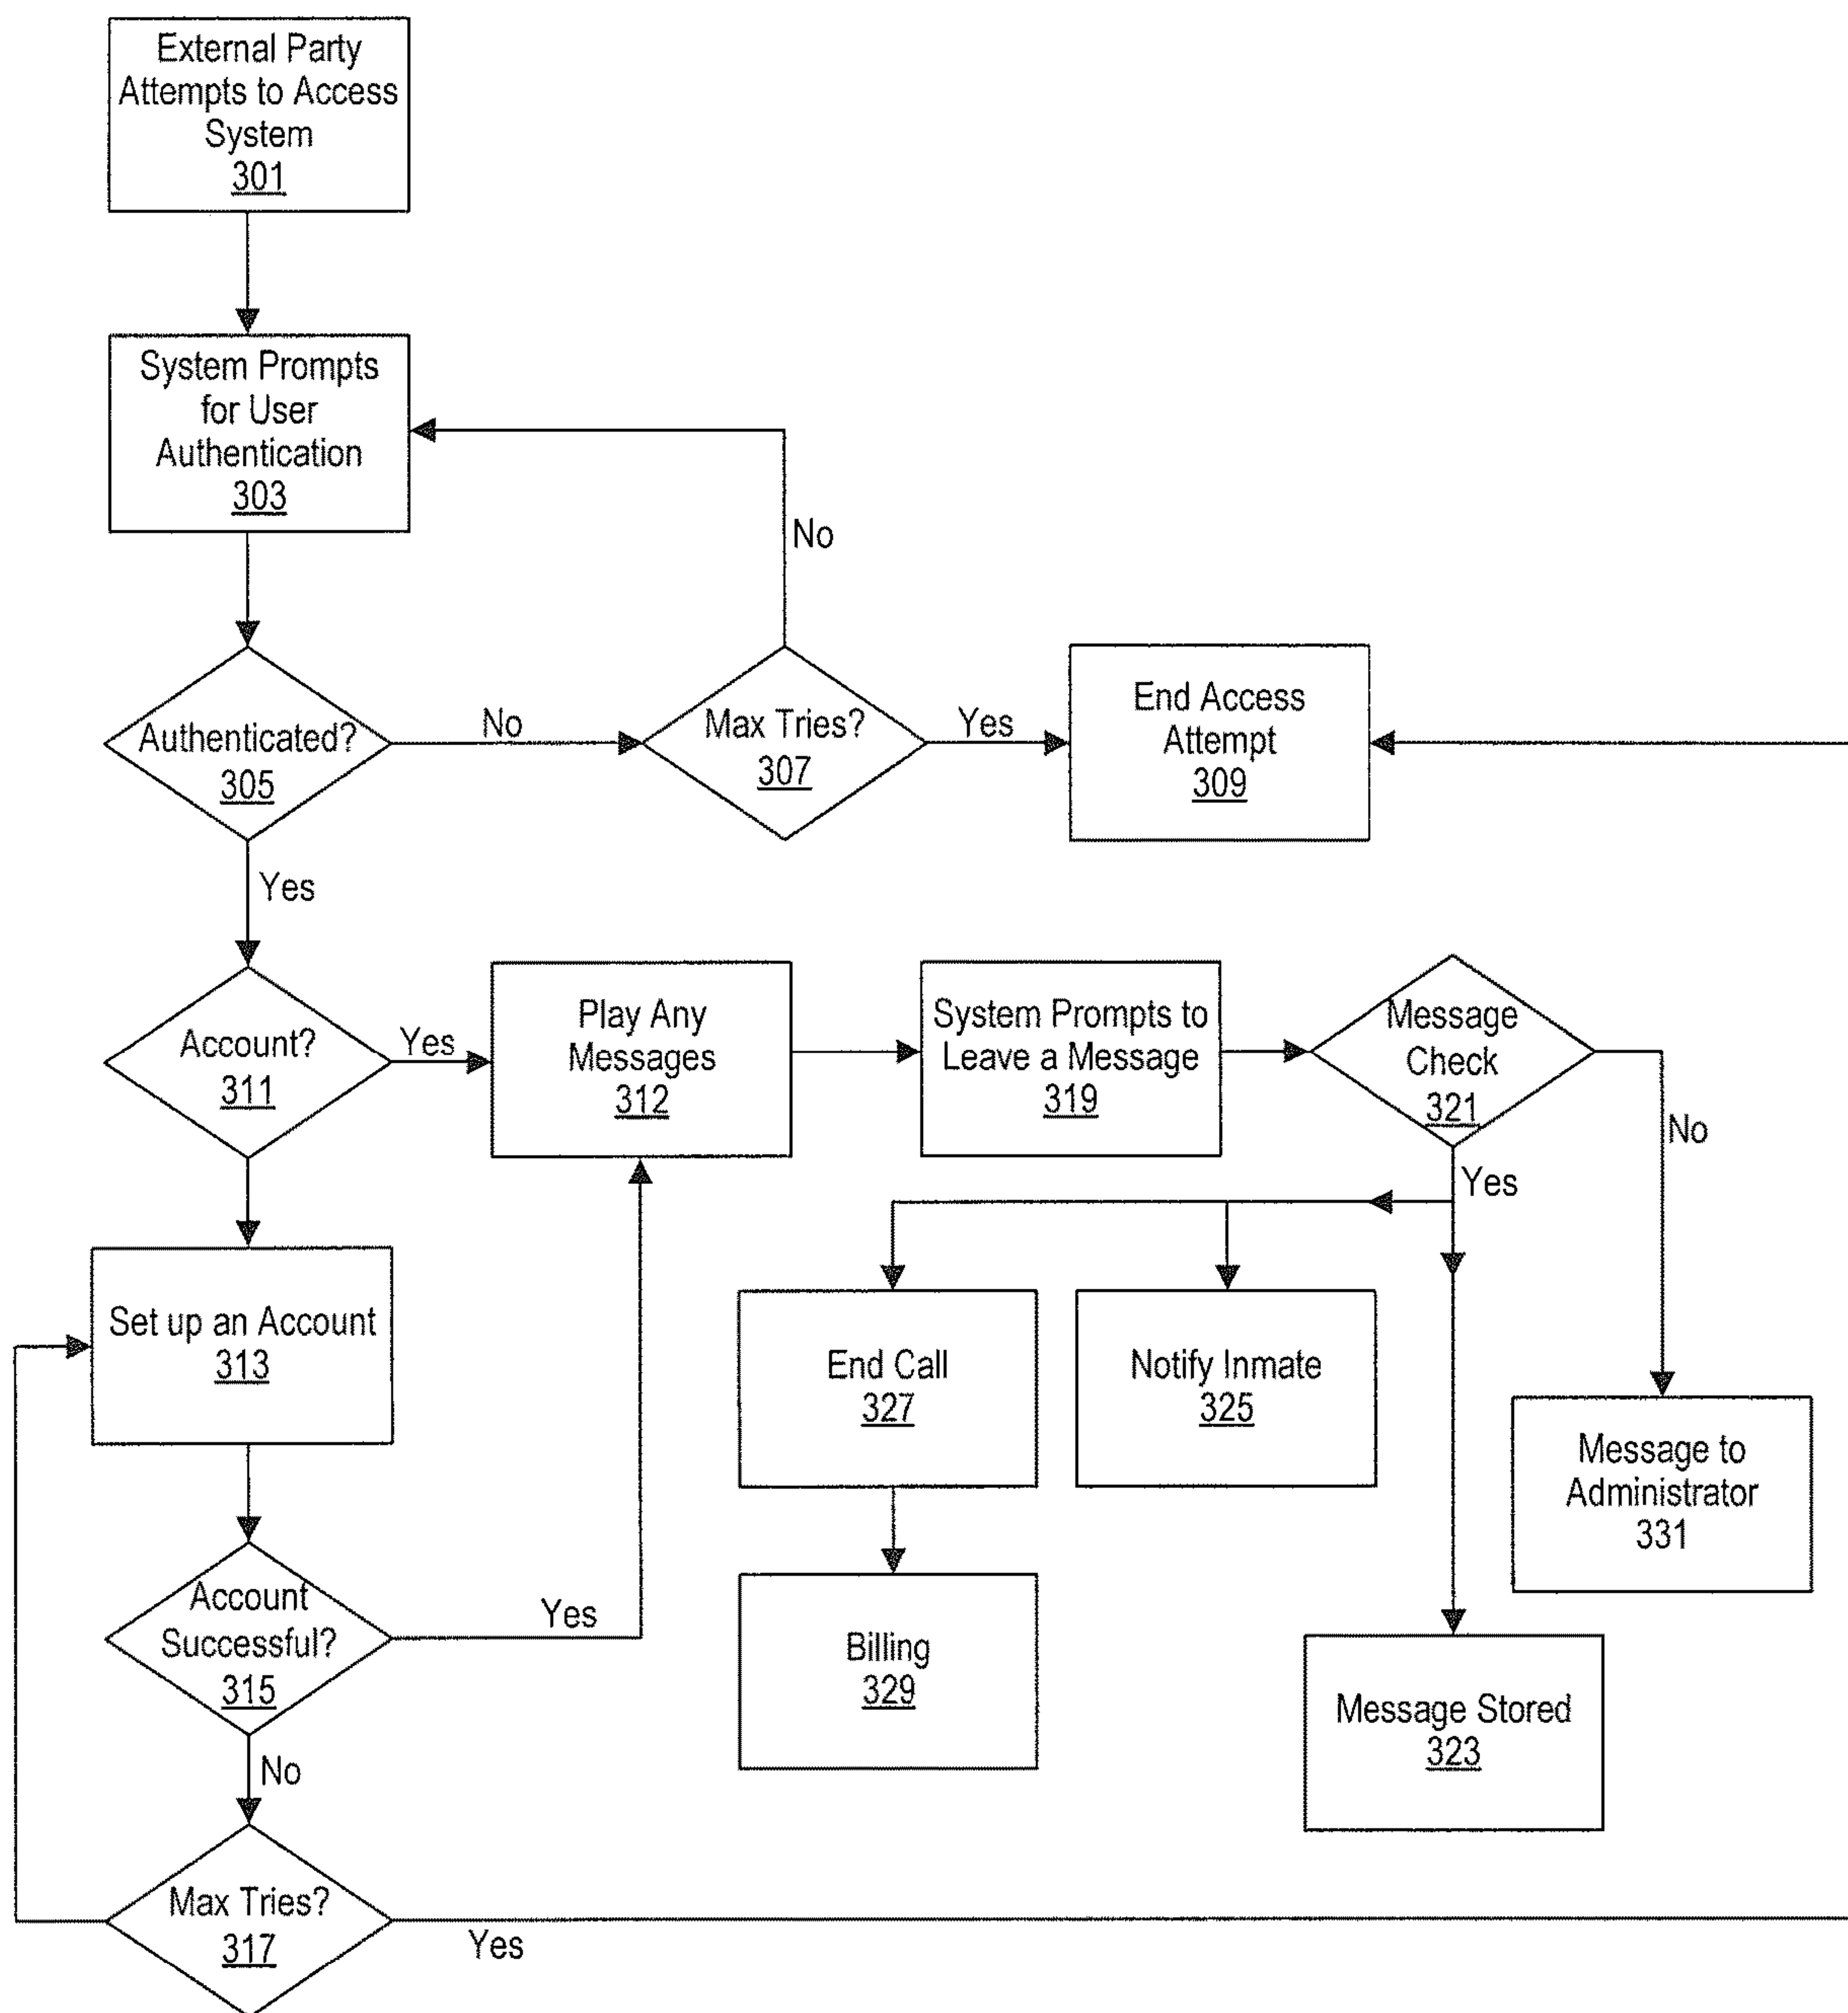 External Party
Attempts to Access
System
301
System Prompts
for User
Authentication
303
No
Authenticated?
305
No
Max Tries?
307
Yes
End Access
Attempt
309
Yes
Account?
311
Yes
Play Any
Messages
312
System Prompts to
Leave a Message
319
Message
Check
321
No
Yes
Set up an Account
313
End Call
327
Notify Inmate
325
Message to
Administrator
331
Account
Successful?
315
Yes
Billing
329
Message Stored
323
No
Max Tries?
317
Yes